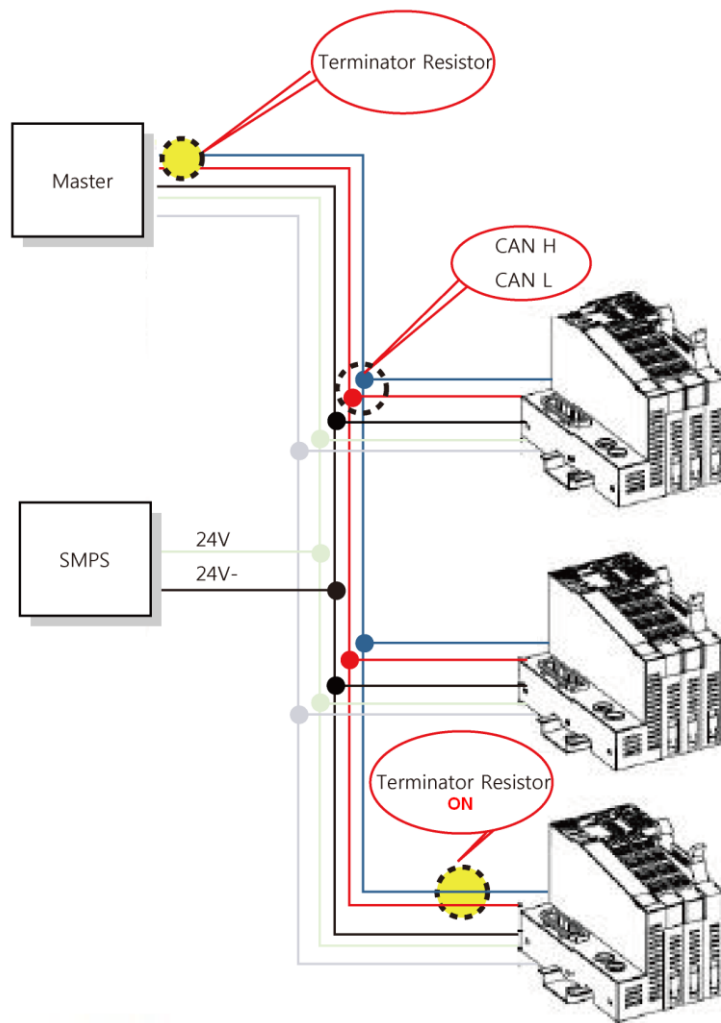 Terminator Resistor
Master
CAN H
CAN L
24V
SMPS
24V-
Terminator Resistor
ON